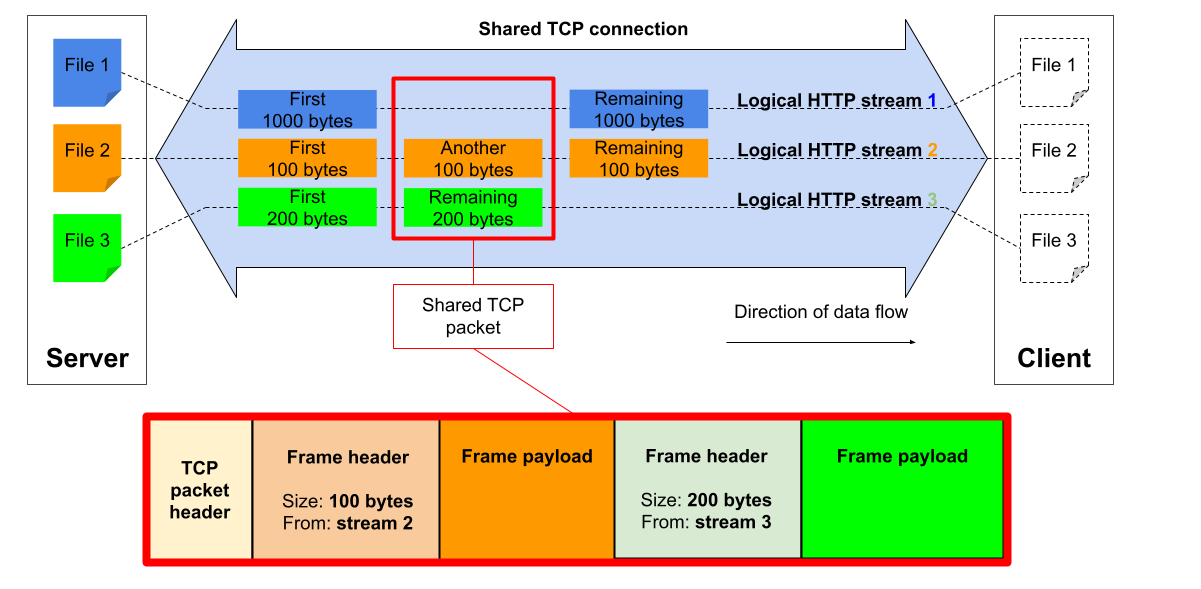 Shared TCP connection
File 1
File 2
File 3
Server
First
1000 bytes
Remaining
1000 bytes
Logical HTTP stream 1
First
100 bytes
Another
100 bytes
Remaining
100 bytes
Logical HTTP stream 2
First
200 bytes
Remaining
200 bytes
Logical HTTP stream 3
File 1
File 2
File 3
Client
Shared TCP
packet
Direction of data flow
TCP
packet
header
Frame header
Size: 100 bytes
From: stream 2
Frame payload
Frame header
Size: 200 bytes
From: stream 3
Frame payload